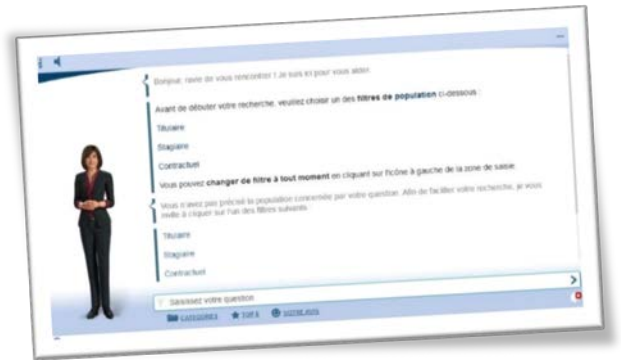 Bonjour, ravie de vous rencontrer ! Je suis ici pour vous aider.
Avant de débuter votre recherche, veuillez choisir un des filtres de population ci-dessous :
Titulaire
Stagiaire
Contractuel
Vous pouvez changer de filtre à tout moment en cliquant sur l'icône à gauche de la zone de saisie.
Vous n'avez pas précisé la population concernée par votre question. Afin de faciliter votre recherche, je vous
invite à cliquer sur l'un des filtres suivants.
Titulaire
Stagiaire
Contractuel
Saisissez votre question
CATEGORIES TOP 5 VOTRE AVIS